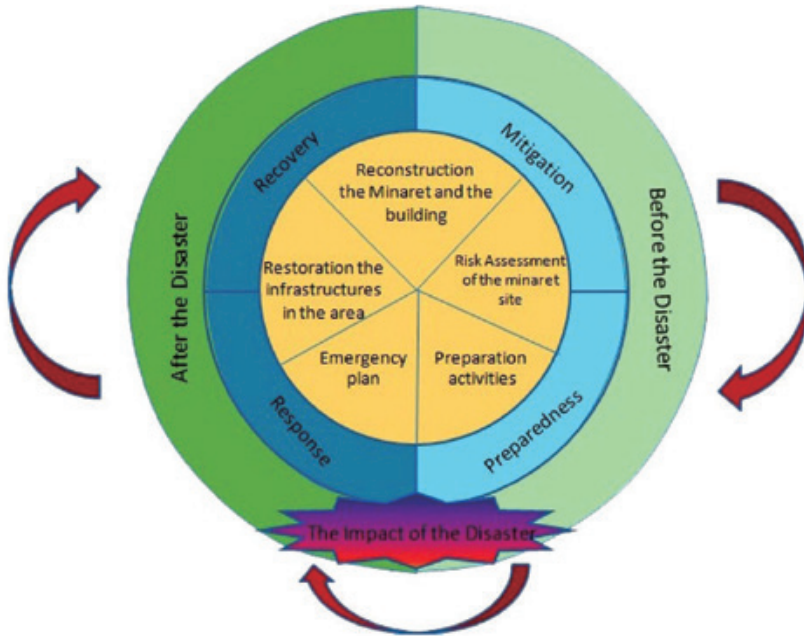 Recovery
Mitigation
Reconstruction
the Minaret and the
building
After the Disaster
Before the Disaster
Restoration the
infrastructures
in the area
Risk Assessment
of the minaret
site
Emergency
plan
Preparation
activities
Response
Preparedness
The Impact of the Disaster